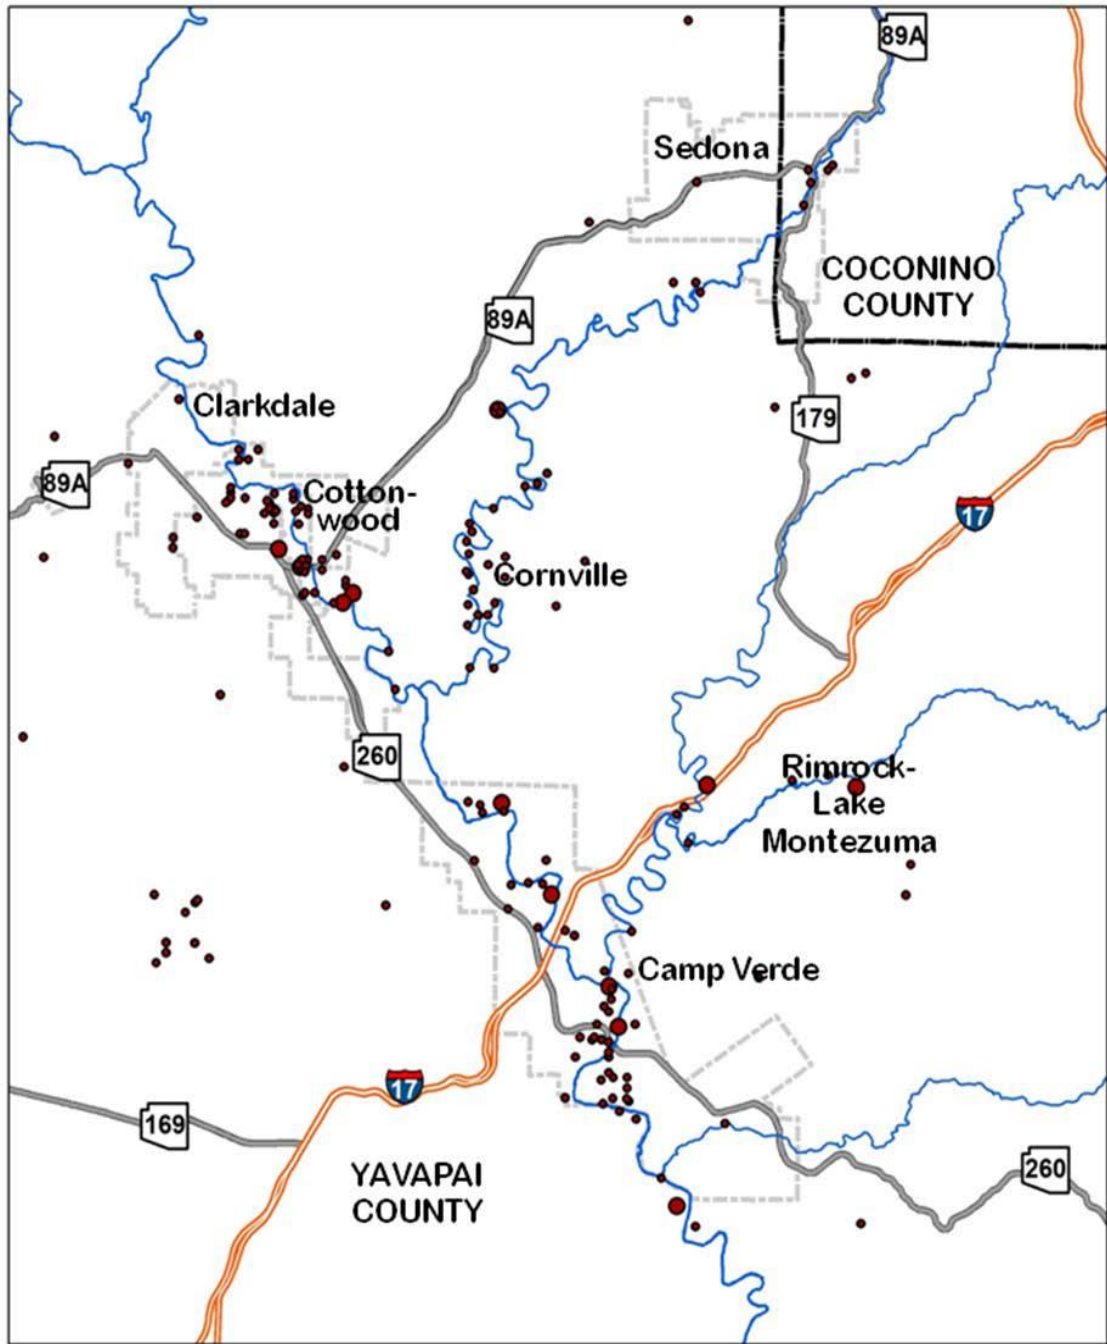 89A
Sedona
COCONINO
COUNTY
89A
Clarkdale
179
89A
Cotton-
wood
17
Cornville
260
Rimrock-
Lake
Montezuma
Camp Verde
17
169
YAVAPAI
COUNTY
260